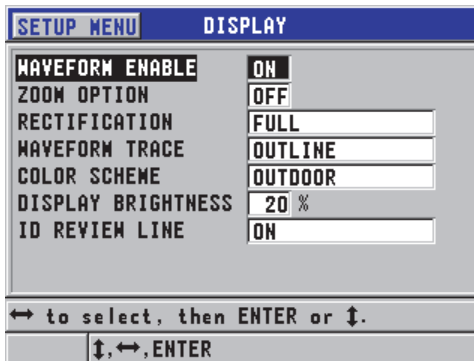 SETUP MENU DISPLAY
WAVEFORM ENABLE ON
ZOOM OPTION OFF
RECTIFICATION FULL
WAVEFORM TRACE OUTLINE
COLOR SCHEME OUTDOOR
DISPLAY BRIGHTNESS 20 %
ID REVIEW LINE ON
↔ to select, then ENTER or ↕.
↕,↔,ENTER